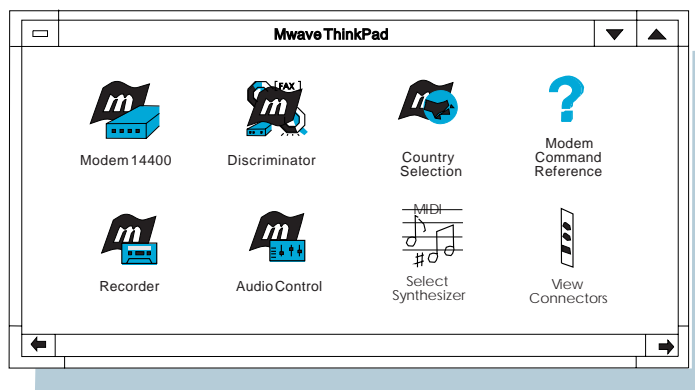 Mwave ThinkPad
m
[FAX]
m
m
Modem 14400
Discriminator
Country
Selection
Modem
Command
Reference
m
m
MIDI
Recorder
Audio Control
Select
Synthesizer
View
Connectors